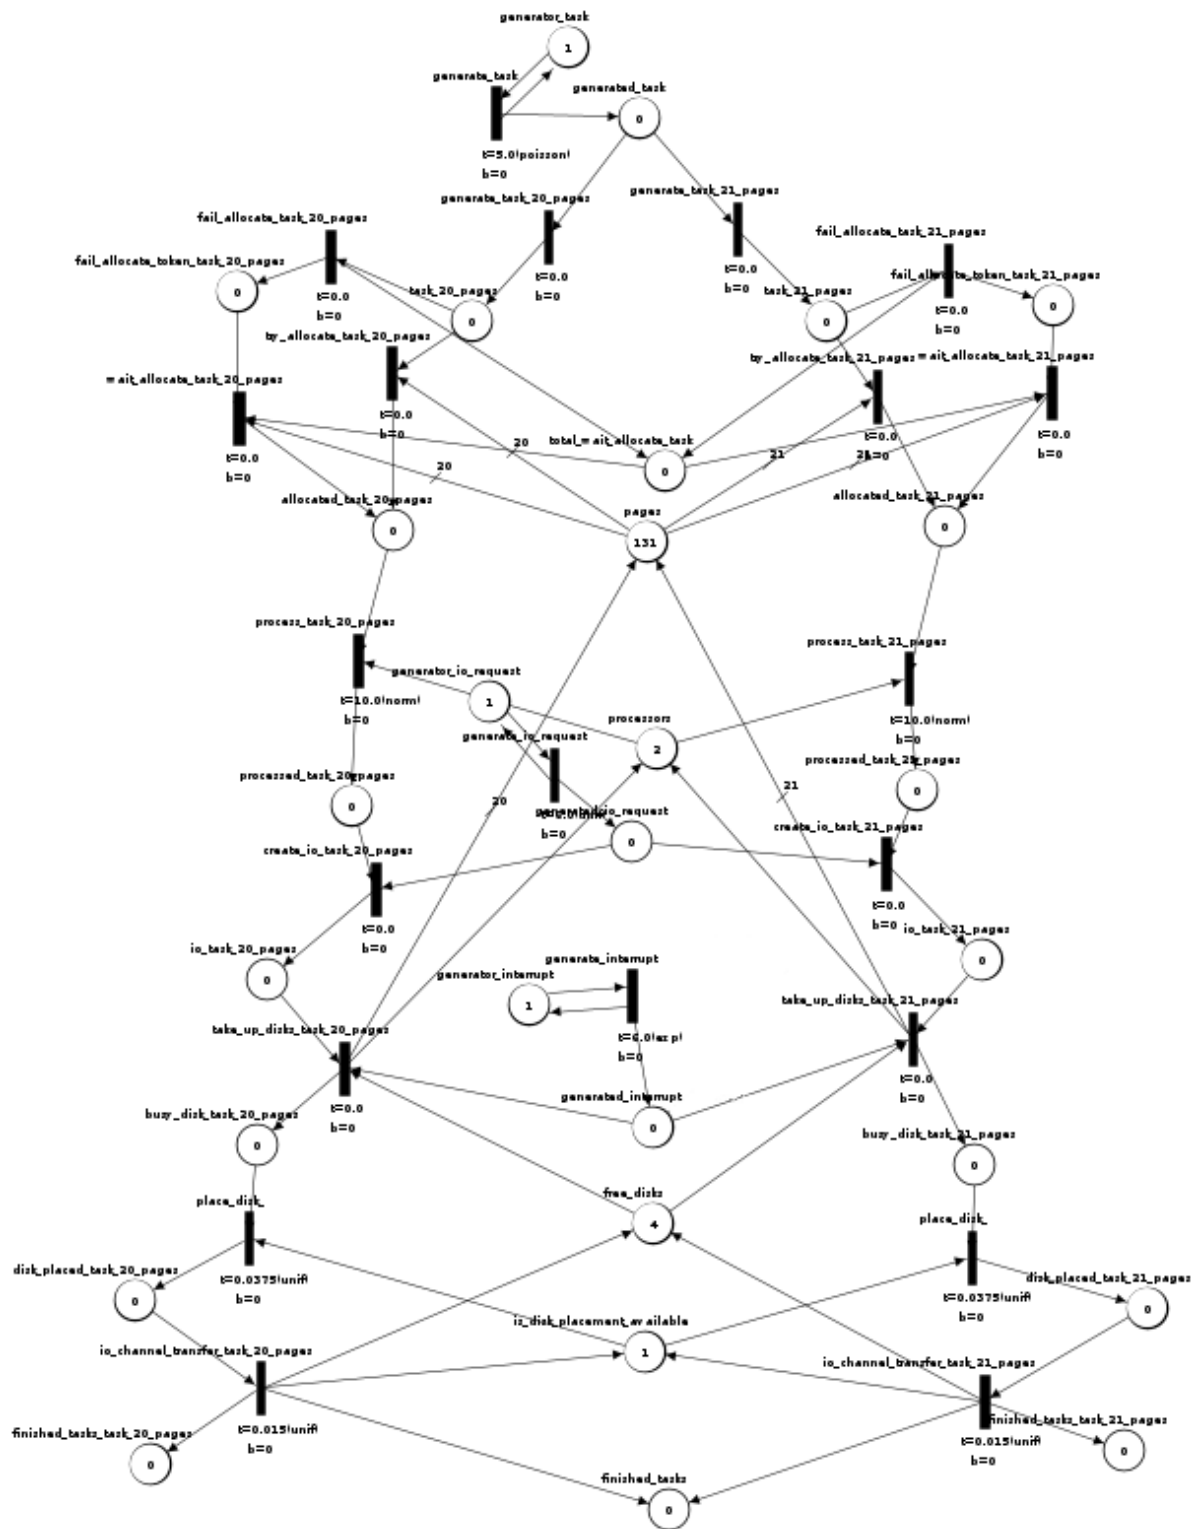 generator_task
1
generate_task
generated_task
0
t=5.0(poisson)
b=0
generate_task_20_pages
generate_task_21_pages
fail_allocate_task_20_pages
fail_allocate_task_21_pages
fail_allocate_token_task_20_pages
t=0.0
b=0
task_20_pages
t=0.0
b=0
t=0.0
b=0
task_21_pages
fail_allocate_token_task_21_pages
t=0.0
b=0
0
0
0
0
try_allocate_task_20_pages
try_allocate_task_21_pages
wait_allocate_task_21_pages
wait_allocate_task_20_pages
t=0.0
b=0
t=0.0
b=0
t=0.0
b=0
t=0.0
b=0
20
total_wait_allocate_task
0
20
21
21
allocated_task_20_pages
0
pages
131
allocated_task_21_pages
0
process_task_20_pages
process_task_21_pages
t=10.0(norm)
b=0
generator_io_request
1
processors
2
t=10.0(norm)
b=0
generate_io_request
b=0
processed_task_20_pages
0
processed_task_21_pages
0
20
21
generated_io_request
0
create_io_task_20_pages
create_io_task_21_pages
t=0.0
b=0
t=0.0
b=0
io_task_20_pages
0
io_task_21_pages
0
generate_interrupt
generator_interrupt
1
t=6.0(exp)
b=0
take_up_disks_task_20_pages
take_up_disks_task_21_pages
t=0.0
b=0
t=0.0
b=0
generated_interrupt
0
busy_disk_task_20_pages
0
busy_disk_task_21_pages
0
place_disk_
free_disks
4
place_disk_
t=0.0375(unif)
b=0
t=0.0375(unif)
b=0
disk_placed_task_20_pages
0
disk_placed_task_21_pages
0
is_disk_placement_available
1
io_channel_transfer_task_20_pages
io_channel_transfer_task_21_pages
t=0.015(unif)
b=0
t=0.015(unif)
b=0
finished_tasks_task_20_pages
0
finished_tasks_task_21_pages
0
finished_tasks
0